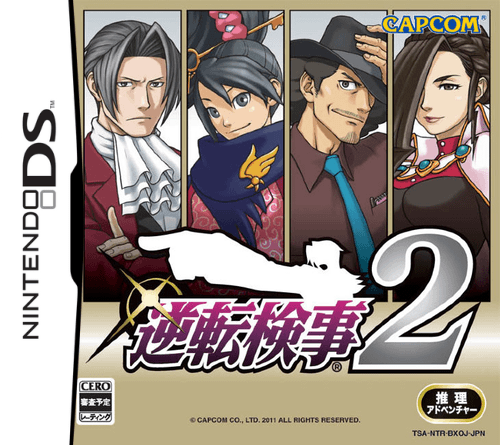 CAPCOM®
NINTENDO DS™
逆転検事2®
CERO
審査予定
レーティング
© CAPCOM CO., LTD. 2011 ALL RIGHTS RESERVED.
推理
アドベンチャー
TSA-NTR-BXOJ-JPN